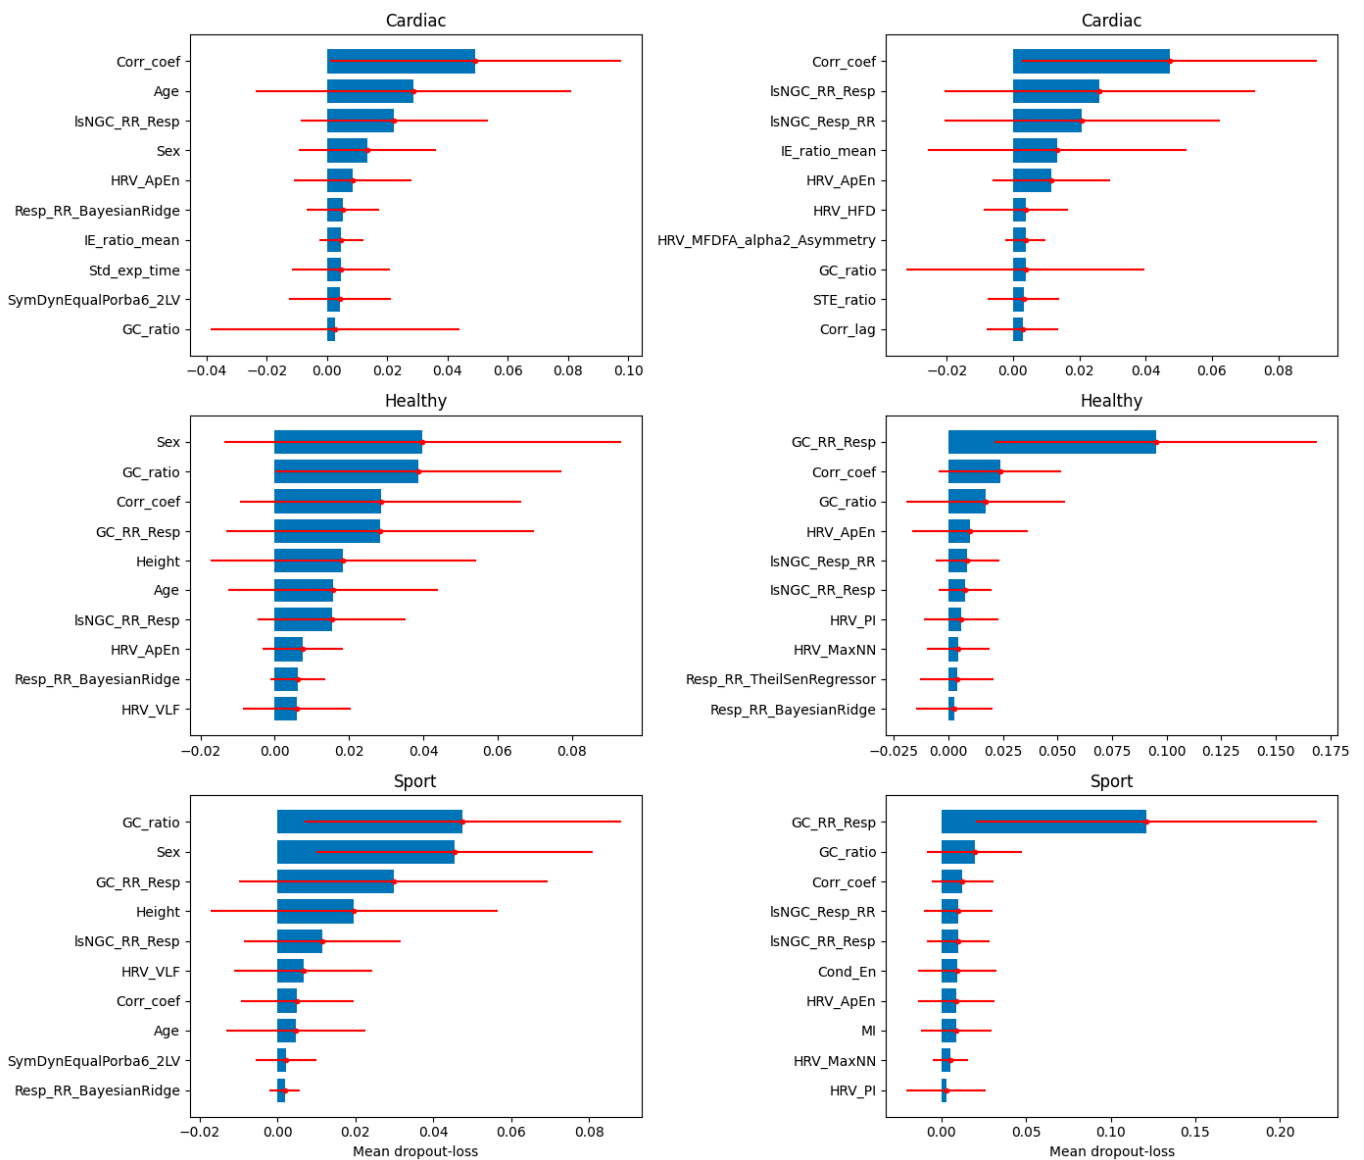 Cardiac
Corr_coef
Age
lsNGC_RR_Resp
Sex
HRV_ApEn
Resp_RR_BayesianRidge
IE_ratio_mean
Std_exp_time
SymDynEqualPorba6_2LV
GC_ratio
−0.04 −0.02 0.00 0.02 0.04 0.06 0.08 0.10
Cardiac
Corr_coef
lsNGC_RR_Resp
lsNGC_Resp_RR
IE_ratio_mean
HRV_ApEn
HRV_HFD
HRV_MFDFA_alpha2_Asymmetry
GC_ratio
STE_ratio
Corr_lag
−0.02 0.00 0.02 0.04 0.06 0.08
Healthy
Sex
GC_ratio
Corr_coef
GC_RR_Resp
Height
Age
lsNGC_RR_Resp
HRV_ApEn
Resp_RR_BayesianRidge
HRV_VLF
−0.02 0.00 0.02 0.04 0.06 0.08
Healthy
GC_RR_Resp
Corr_coef
GC_ratio
HRV_ApEn
lsNGC_Resp_RR
lsNGC_RR_Resp
HRV_PI
HRV_MaxNN
Resp_RR_TheilSenRegressor
Resp_RR_BayesianRidge
−0.025 0.000 0.025 0.050 0.075 0.100 0.125 0.150 0.175
Sport
GC_ratio
Sex
GC_RR_Resp
Height
lsNGC_RR_Resp
HRV_VLF
Corr_coef
Age
SymDynEqualPorba6_2LV
Resp_RR_BayesianRidge
−0.02 0.00 0.02 0.04 0.06 0.08
Mean dropout-loss
Sport
GC_RR_Resp
GC_ratio
Corr_coef
lsNGC_Resp_RR
lsNGC_RR_Resp
Cond_En
HRV_ApEn
MI
HRV_MaxNN
HRV_PI
0.00 0.05 0.10 0.15 0.20
Mean dropout-loss